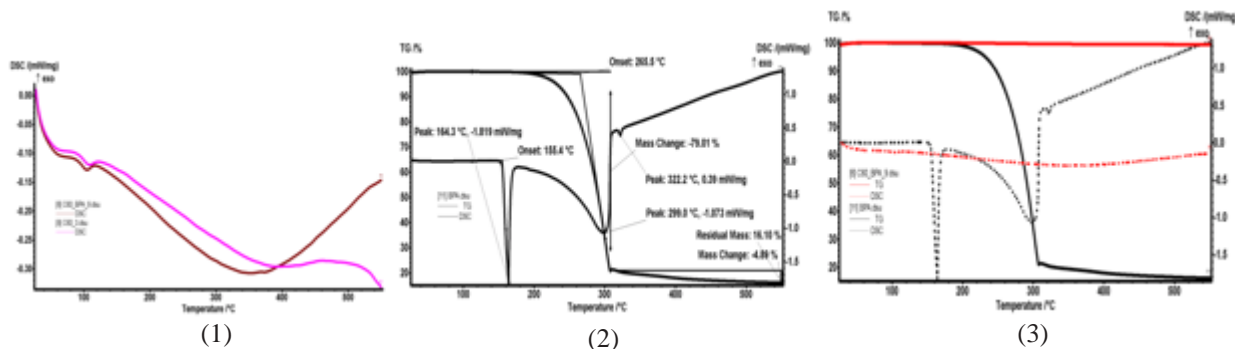 DSC /(mW/mg)
↑ exo
0.00
-0.05
-0.10
-0.15
-0.20
-0.25
-0.30
DSC
DSC
100
200
300
400
500
Temperature /°C
(1)
TG /%
DSC /(mW/mg)
↑ exo
Onset: 265.5 °C
100
90
80
70
60
50
40
30
20
1.0
0.5
0.0
-0.5
-1.0
-1.5
Peak: 164.3 °C, -1.819 mW/mg
Onset: 155.4 °C
Mass Change: -79.01 %
Peak: 322.2 °C, 0.39 mW/mg
Peak: 299.0 °C, -1.073 mW/mg
Residual Mass: 16.10 %
Mass Change: -4.89 %
TG
DSC
100
200
300
400
500
Temperature /°C
(2)
TG /%
DSC /(mW/mg)
↑ exo
100
90
80
70
60
50
40
30
20
1.0
0.5
0.0
-0.5
-1.0
-1.5
TG
DSC
TG
DSC
100
200
300
400
500
Temperature /°C
(3)